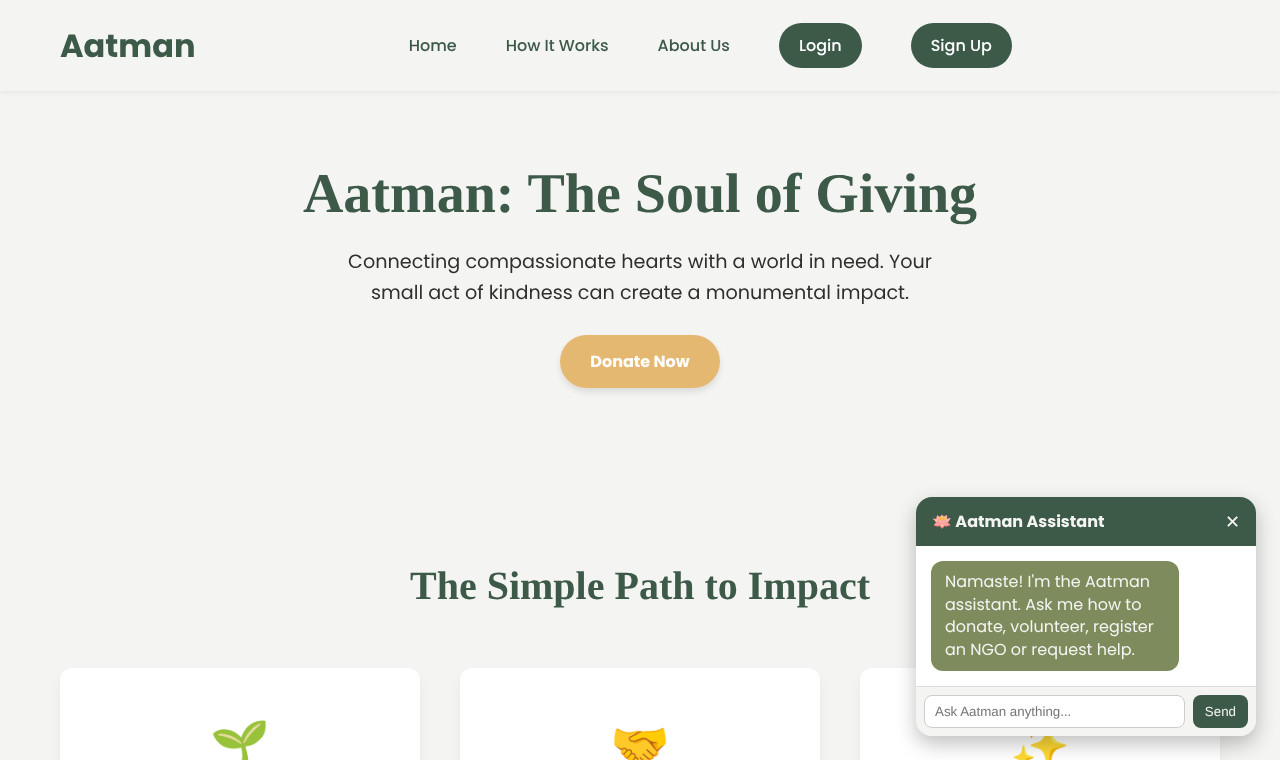 Aatman
Home
How It Works
About Us
Login
Sign Up
Aatman: The Soul of Giving
Connecting compassionate hearts with a world in need. Your
small act of kindness can create a monumental impact.
Donate Now
The Simple Path to Impact
Aatman Assistant
✕
Namaste! I'm the Aatman
assistant. Ask me how to
donate, volunteer, register
an NGO or request help.
Ask Aatman anything...
Send